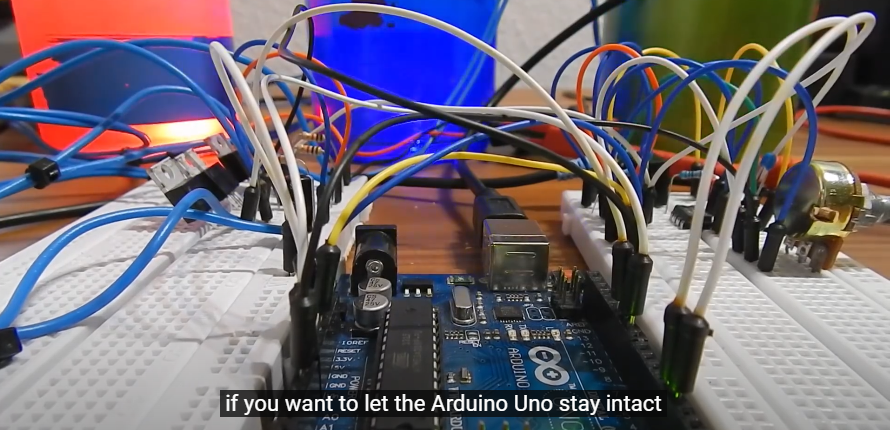 IOREF
RESET
3.3V
5V
GND
GND
ARDUINO
if you want to let the Arduino Uno stay intact